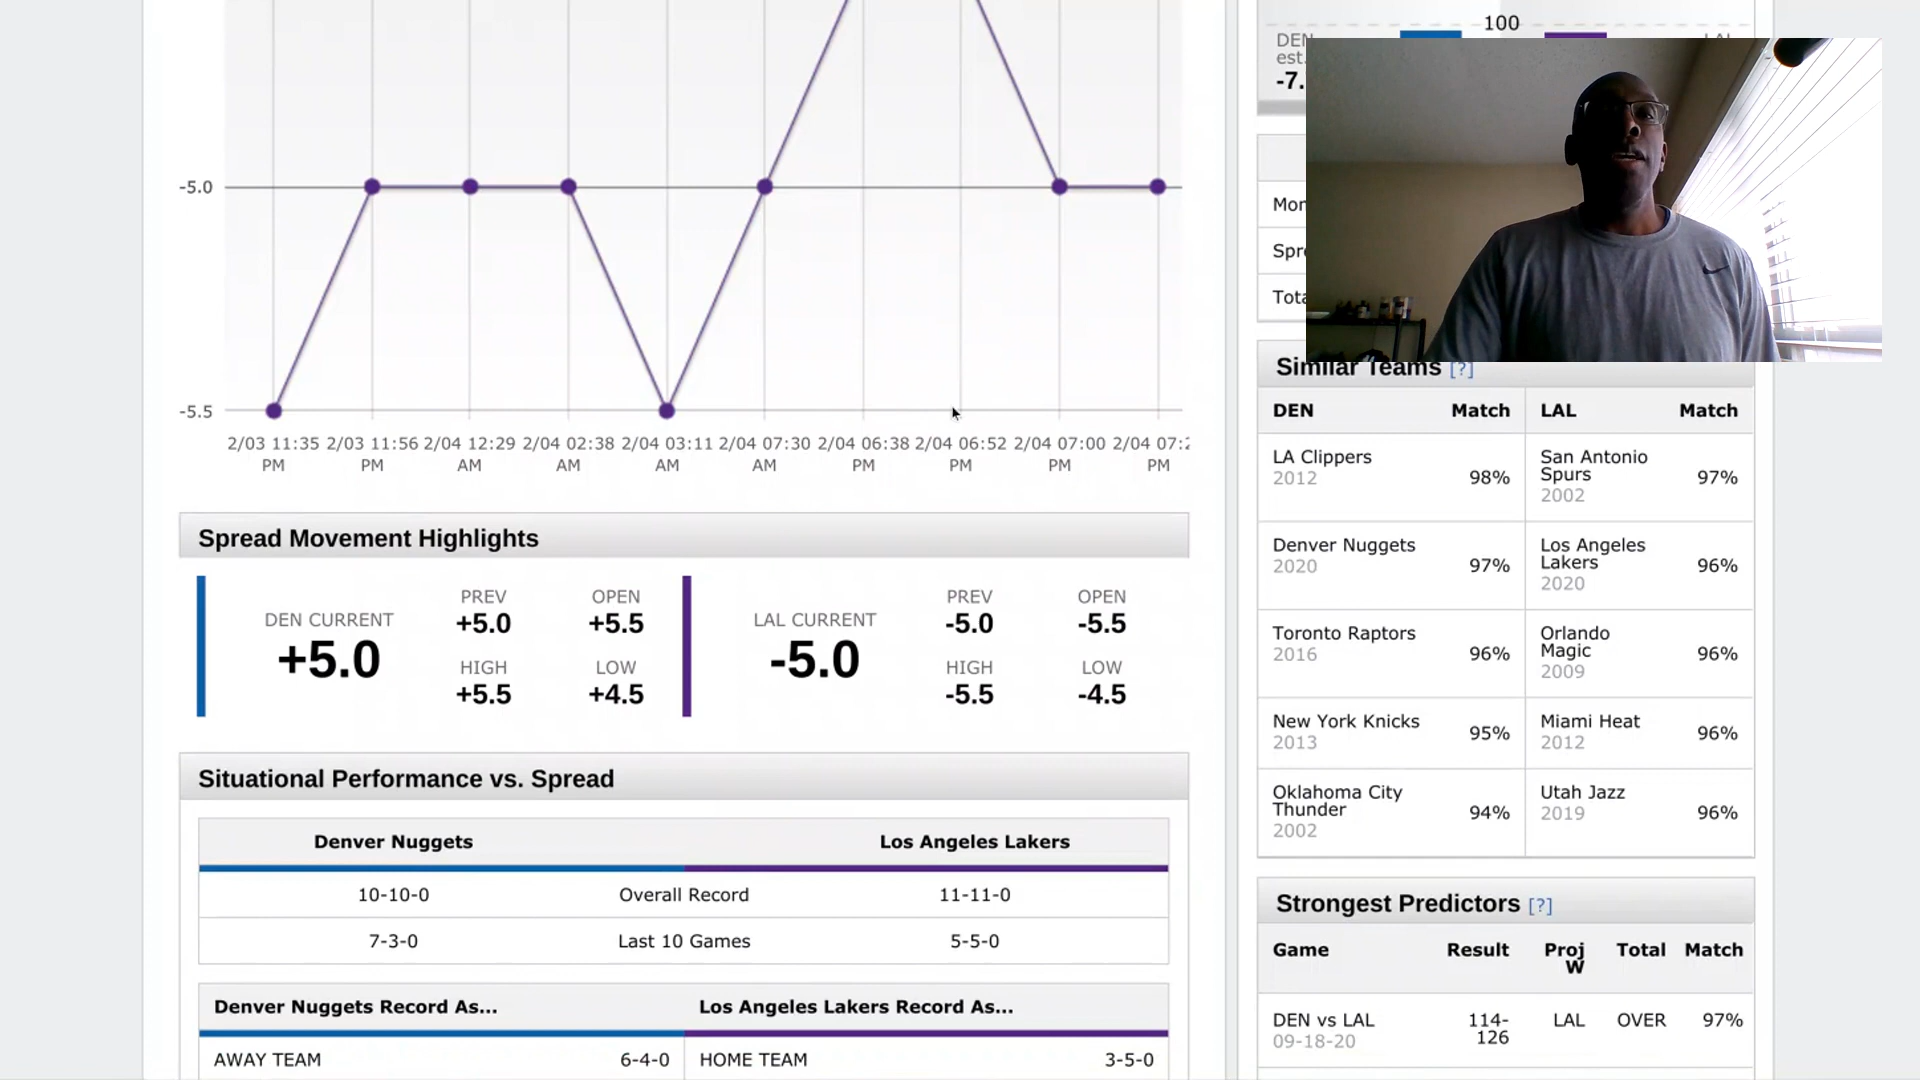 -5.0
-5.5
2/03 11:35 2/03 11:56 2/04 12:29 2/04 02:38 2/04 03:11 2/04 07:30 2/04 06:38 2/04 06:52 2/04 07:00 2/04 07:2
PM PM AM AM AM AM PM PM PM PM
Spread Movement Highlights
DEN CURRENT
+5.0
PREV OPEN
+5.0 +5.5
HIGH LOW
+5.5 +4.5
LAL CURRENT
-5.0
PREV OPEN
-5.0 -5.5
HIGH LOW
-5.5 -4.5
Situational Performance vs. Spread
Denver Nuggets Los Angeles Lakers
10-10-0 Overall Record 11-11-0
7-3-0 Last 10 Games 5-5-0
Denver Nuggets Record As... Los Angeles Lakers Record As...
AWAY TEAM 6-4-0 HOME TEAM 3-5-0
100
DEN
est.
-7.
Similar Teams [?]
DEN Match LAL Match
LA Clippers
2012
98%
San Antonio
Spurs
2002
97%
Denver Nuggets
2020
97%
Los Angeles
Lakers
2020
96%
Toronto Raptors
2016
96%
Orlando
Magic
2009
96%
New York Knicks
2013
95%
Miami Heat
2012
96%
Oklahoma City
Thunder
2002
94%
Utah Jazz
2019
96%
Strongest Predictors [?]
Game Result Proj Total Match
W
DEN vs LAL
09-18-20
114-
126
LAL OVER 97%